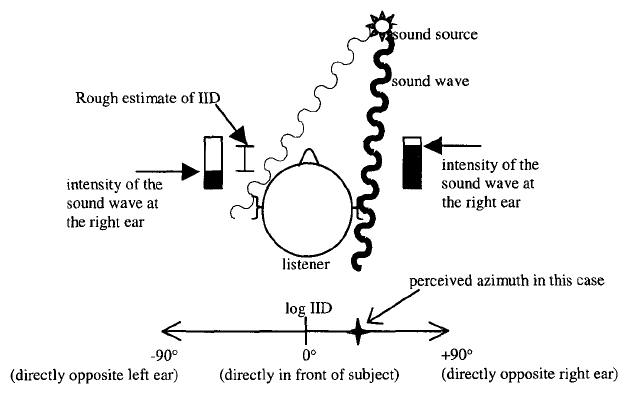 sound source
sound wave
Rough estimate of IID
intensity of the
sound wave at
the right ear
intensity of the
sound wave at
the right ear
listener
perceived azimuth in this case
log IID
-90° 0° +90°
(directly opposite left ear) (directly in front of subject) (directly opposite right ear)